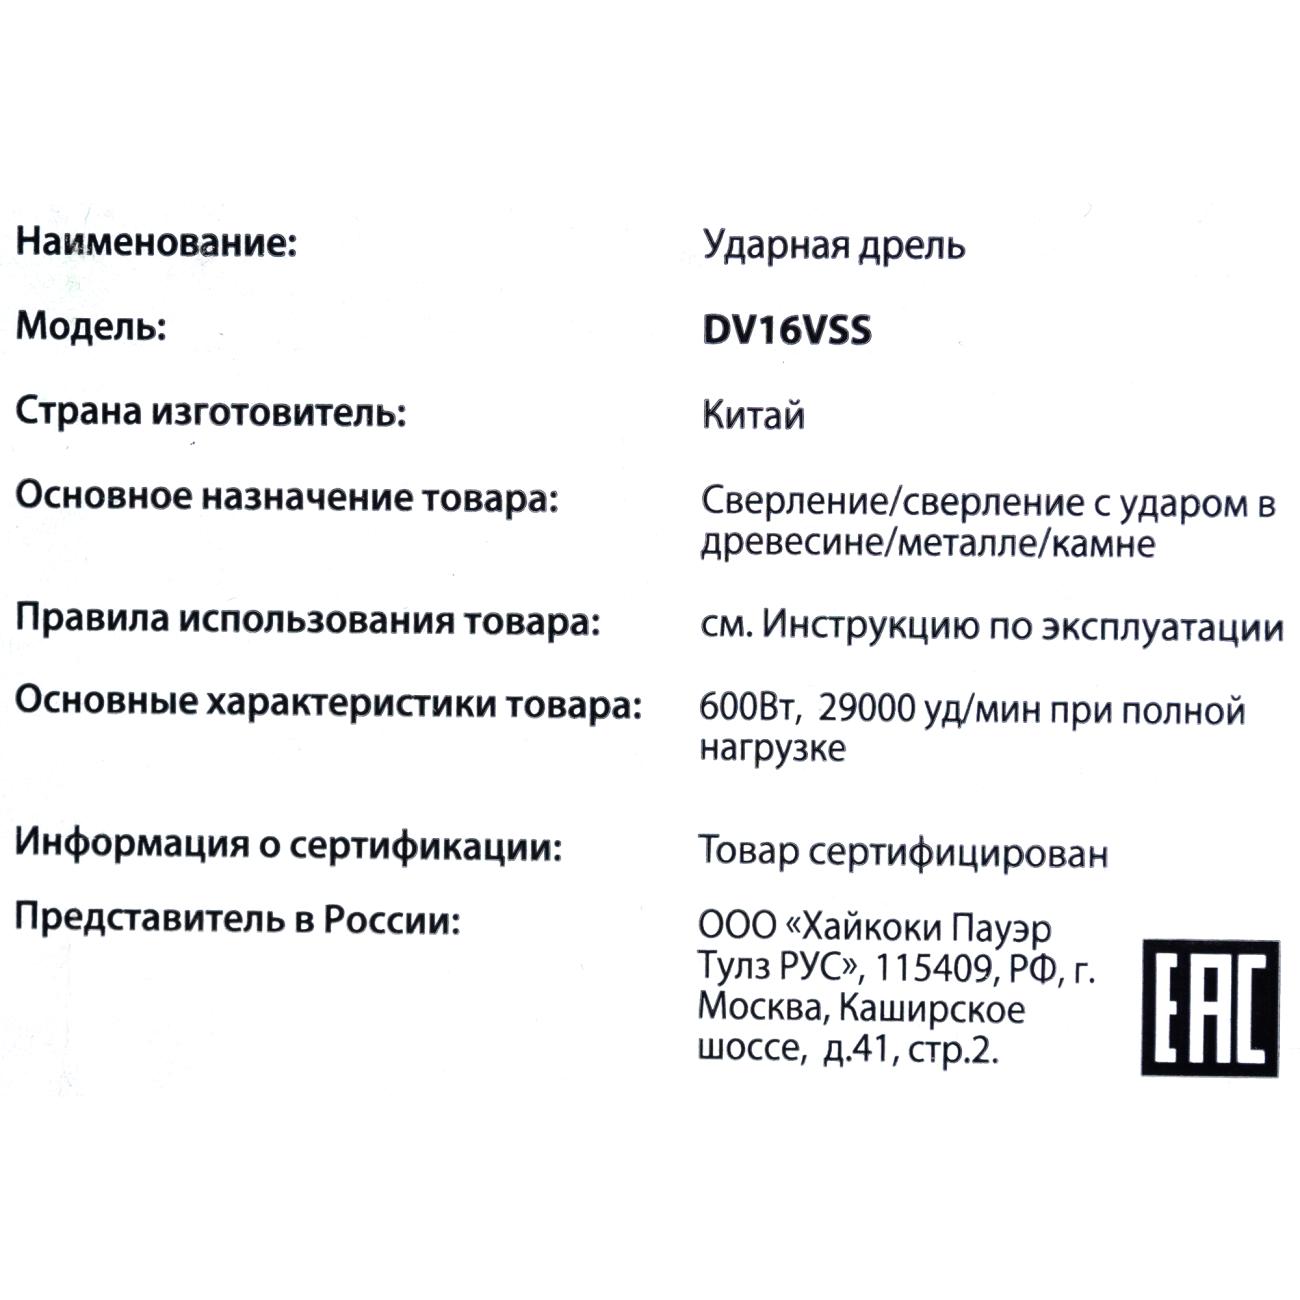 Наименование: Ударная дрель
Модель: DV16VSS
Страна изготовитель: Китай
Основное назначение товара: Сверление/сверление с ударом в
древесине/металле/камне
Правила использования товара: см. Инструкцию по эксплуатации
Основные характеристики товара: 600Вт, 29000 уд/мин при полной
нагрузке
Информация о сертификации: Товар сертифицирован
Представитель в России: ООО «Хайкоки Пауэр
Тулз РУС», 115409, РФ, г.
Москва, Каширское
шоссе, д.41, стр.2.
EAC